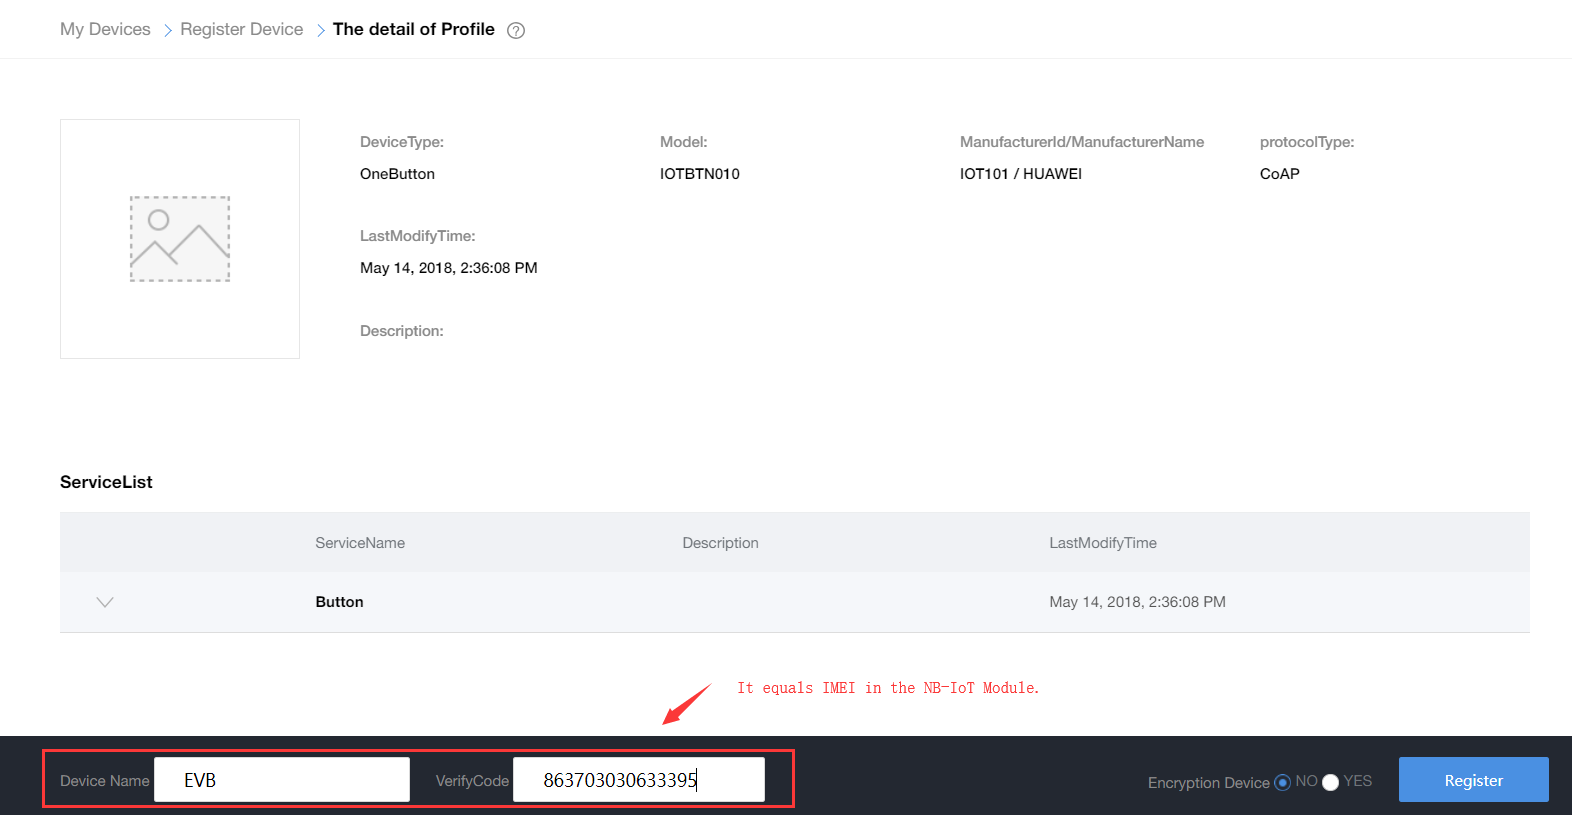 My Devices > Register Device > The detail of Profile ?
DeviceType: Model: ManufacturerId/ManufacturerName protocolType:
OneButton IOTBTN010 IOT101 / HUAWEI CoAP
LastModifyTime:
May 14, 2018, 2:36:08 PM
Description:
ServiceList
ServiceName Description LastModifyTime
Button May 14, 2018, 2:36:08 PM
It equals IMEI in the NB-IoT Module.
Device Name EVB VerifyCode 863703030633395 Encryption Device NO YES Register